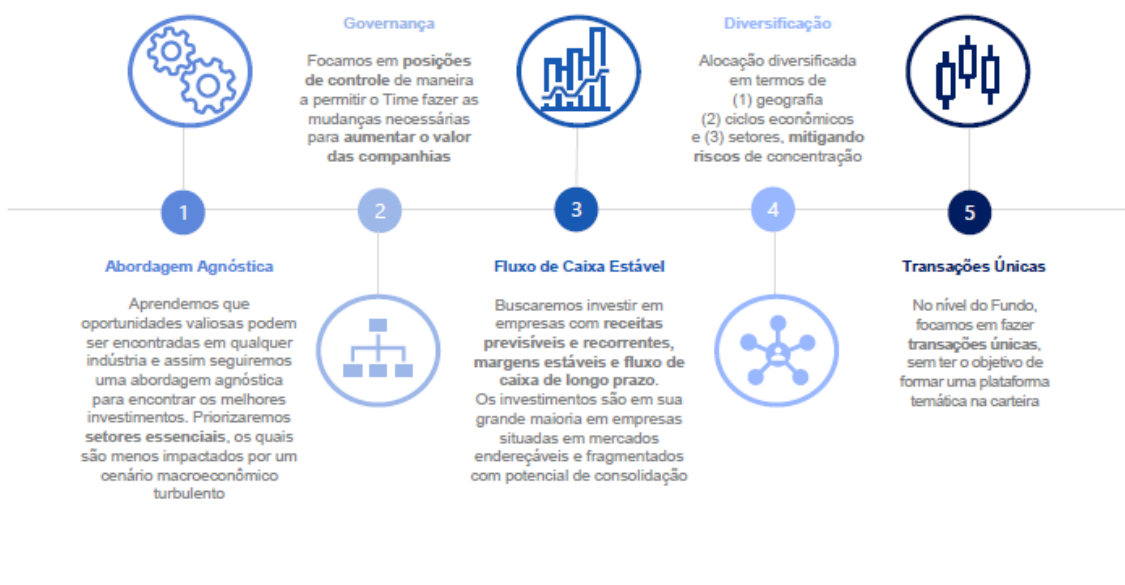 1
Abordagem Agnóstica
Aprendemos que
oportunidades valiosas podem
ser encontradas em qualquer
indústria e assim seguiremos
uma abordagem agnóstica
para encontrar os melhores
investimentos. Priorizaremos
setores essenciais, os quais
são menos impactados por um
cenário macroeconômico
turbulento
Governança
Focamos em posições
de controle de maneira
a permitir o Time fazer as
mudanças necessárias
para aumentar o valor
das companhias
2
3
Fluxo de Caixa Estável
Buscaremos investir em
empresas com receitas
previsíveis e recorrentes,
margens estáveis e fluxo de
caixa de longo prazo.
Os investimentos são em sua
grande maioria em empresas
situadas em mercados
endereçáveis e fragmentados
com potencial de consolidação
Diversificação
Alocação diversificada
em termos de
(1) geografia
(2) ciclos econômicos
e (3) setores, mitigando
riscos de concentração
4
5
Transações Únicas
No nível do Fundo,
focamos em fazer
transações únicas,
sem ter o objetivo de
formar uma plataforma
temática na carteira